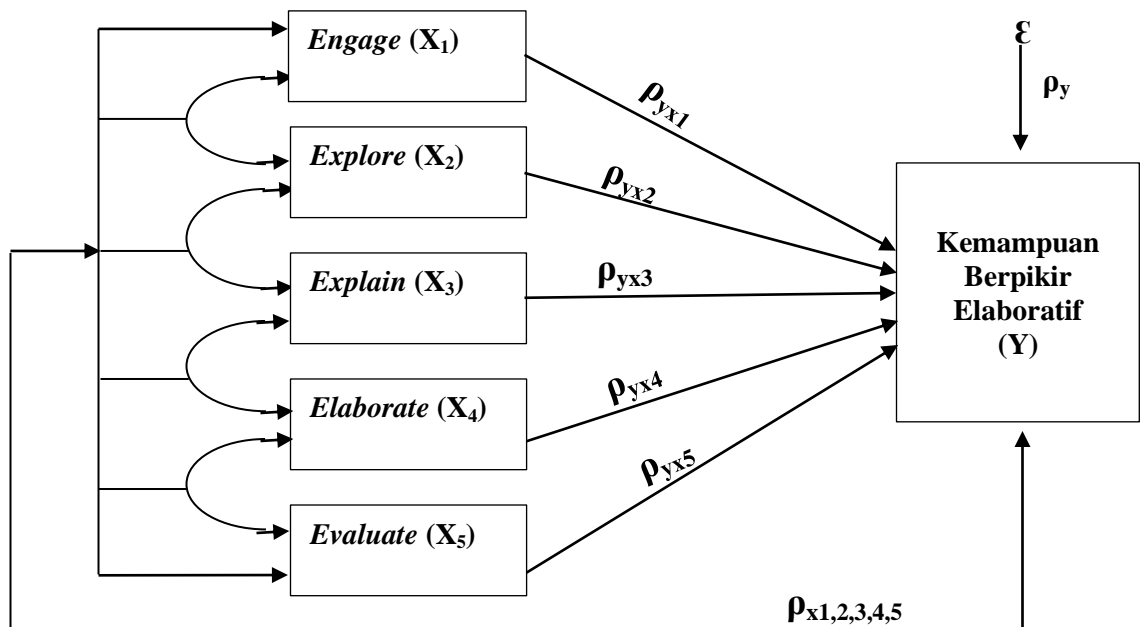 Engage (X₁)
ε
ρᵧ
ρyx1
Explore (X₂)
ρyx2
Kemampuan
Berpikir
Elaboratif
(Y)
Explain (X₃)
ρyx3
Elaborate (X₄)
ρyx4
ρyx5
Evaluate (X₅)
ρx1,2,3,4,5